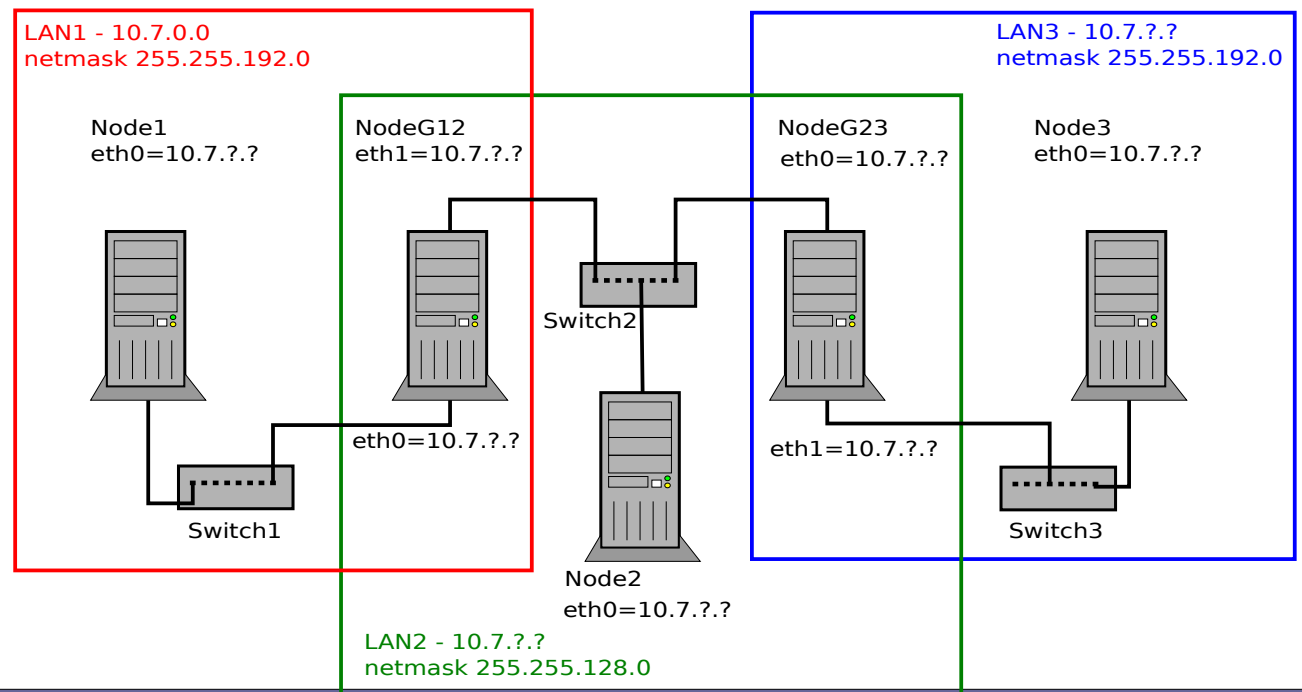 LAN1 - 10.7.0.0
netmask 255.255.192.0
LAN3 - 10.7.?.?
netmask 255.255.192.0
Node1
eth0=10.7.?.?
NodeG12
eth1=10.7.?.?
NodeG23
eth0=10.7.?.?
Node3
eth0=10.7.?.?
Switch2
eth0=10.7.?.?
eth1=10.7.?.?
Switch1
Switch3
Node2
eth0=10.7.?.?
LAN2 - 10.7.?.?
netmask 255.255.128.0